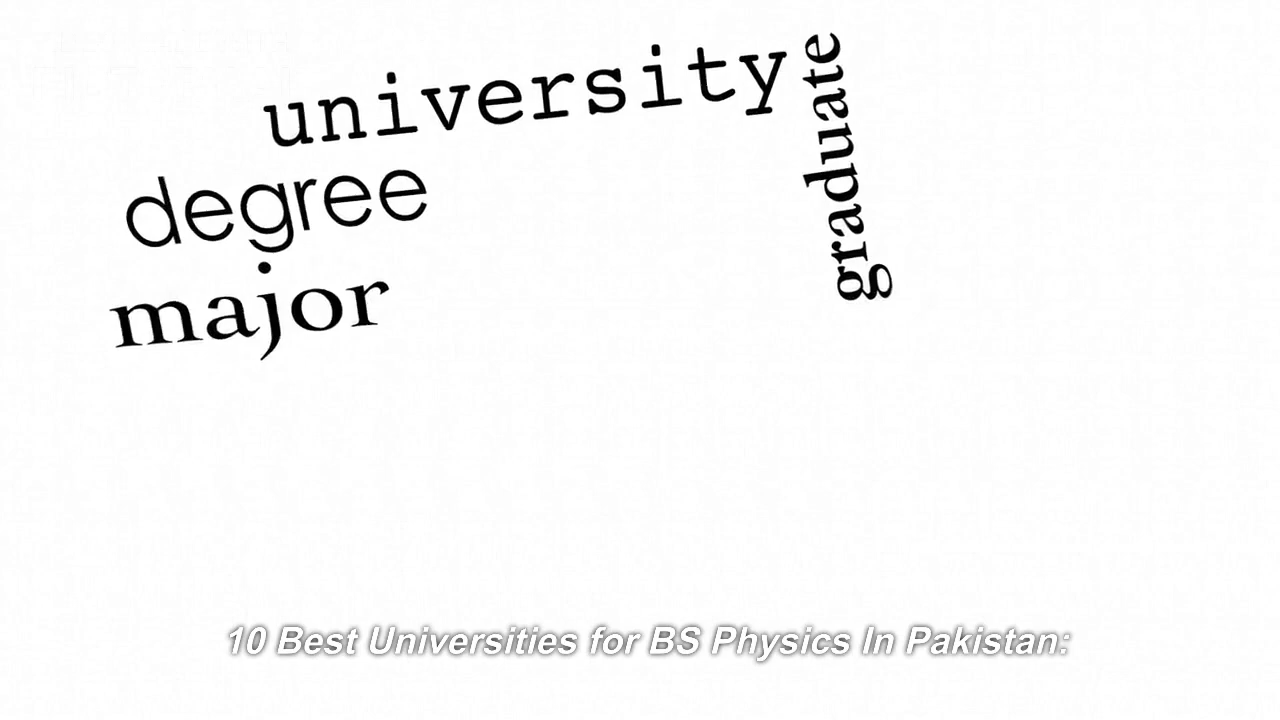 university
graduate
degree
major
10 Best Universities for BS Physics In Pakistan: